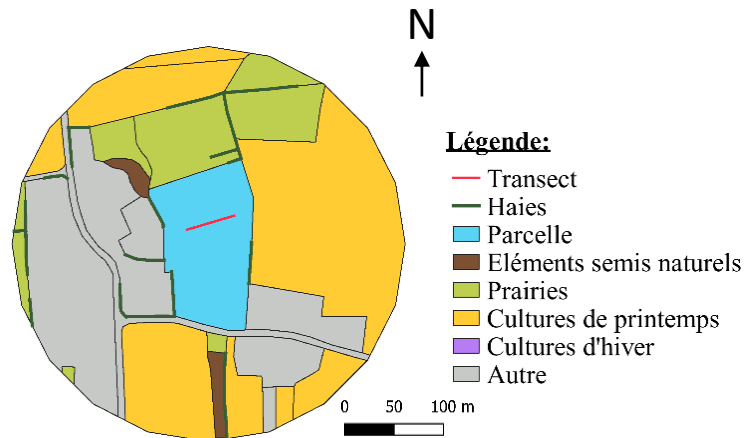 N
Légende:
Transect
Haies
Parcelle
Eléments semis naturels
Prairies
Cultures de printemps
Cultures d'hiver
Autre
0 50 100 m